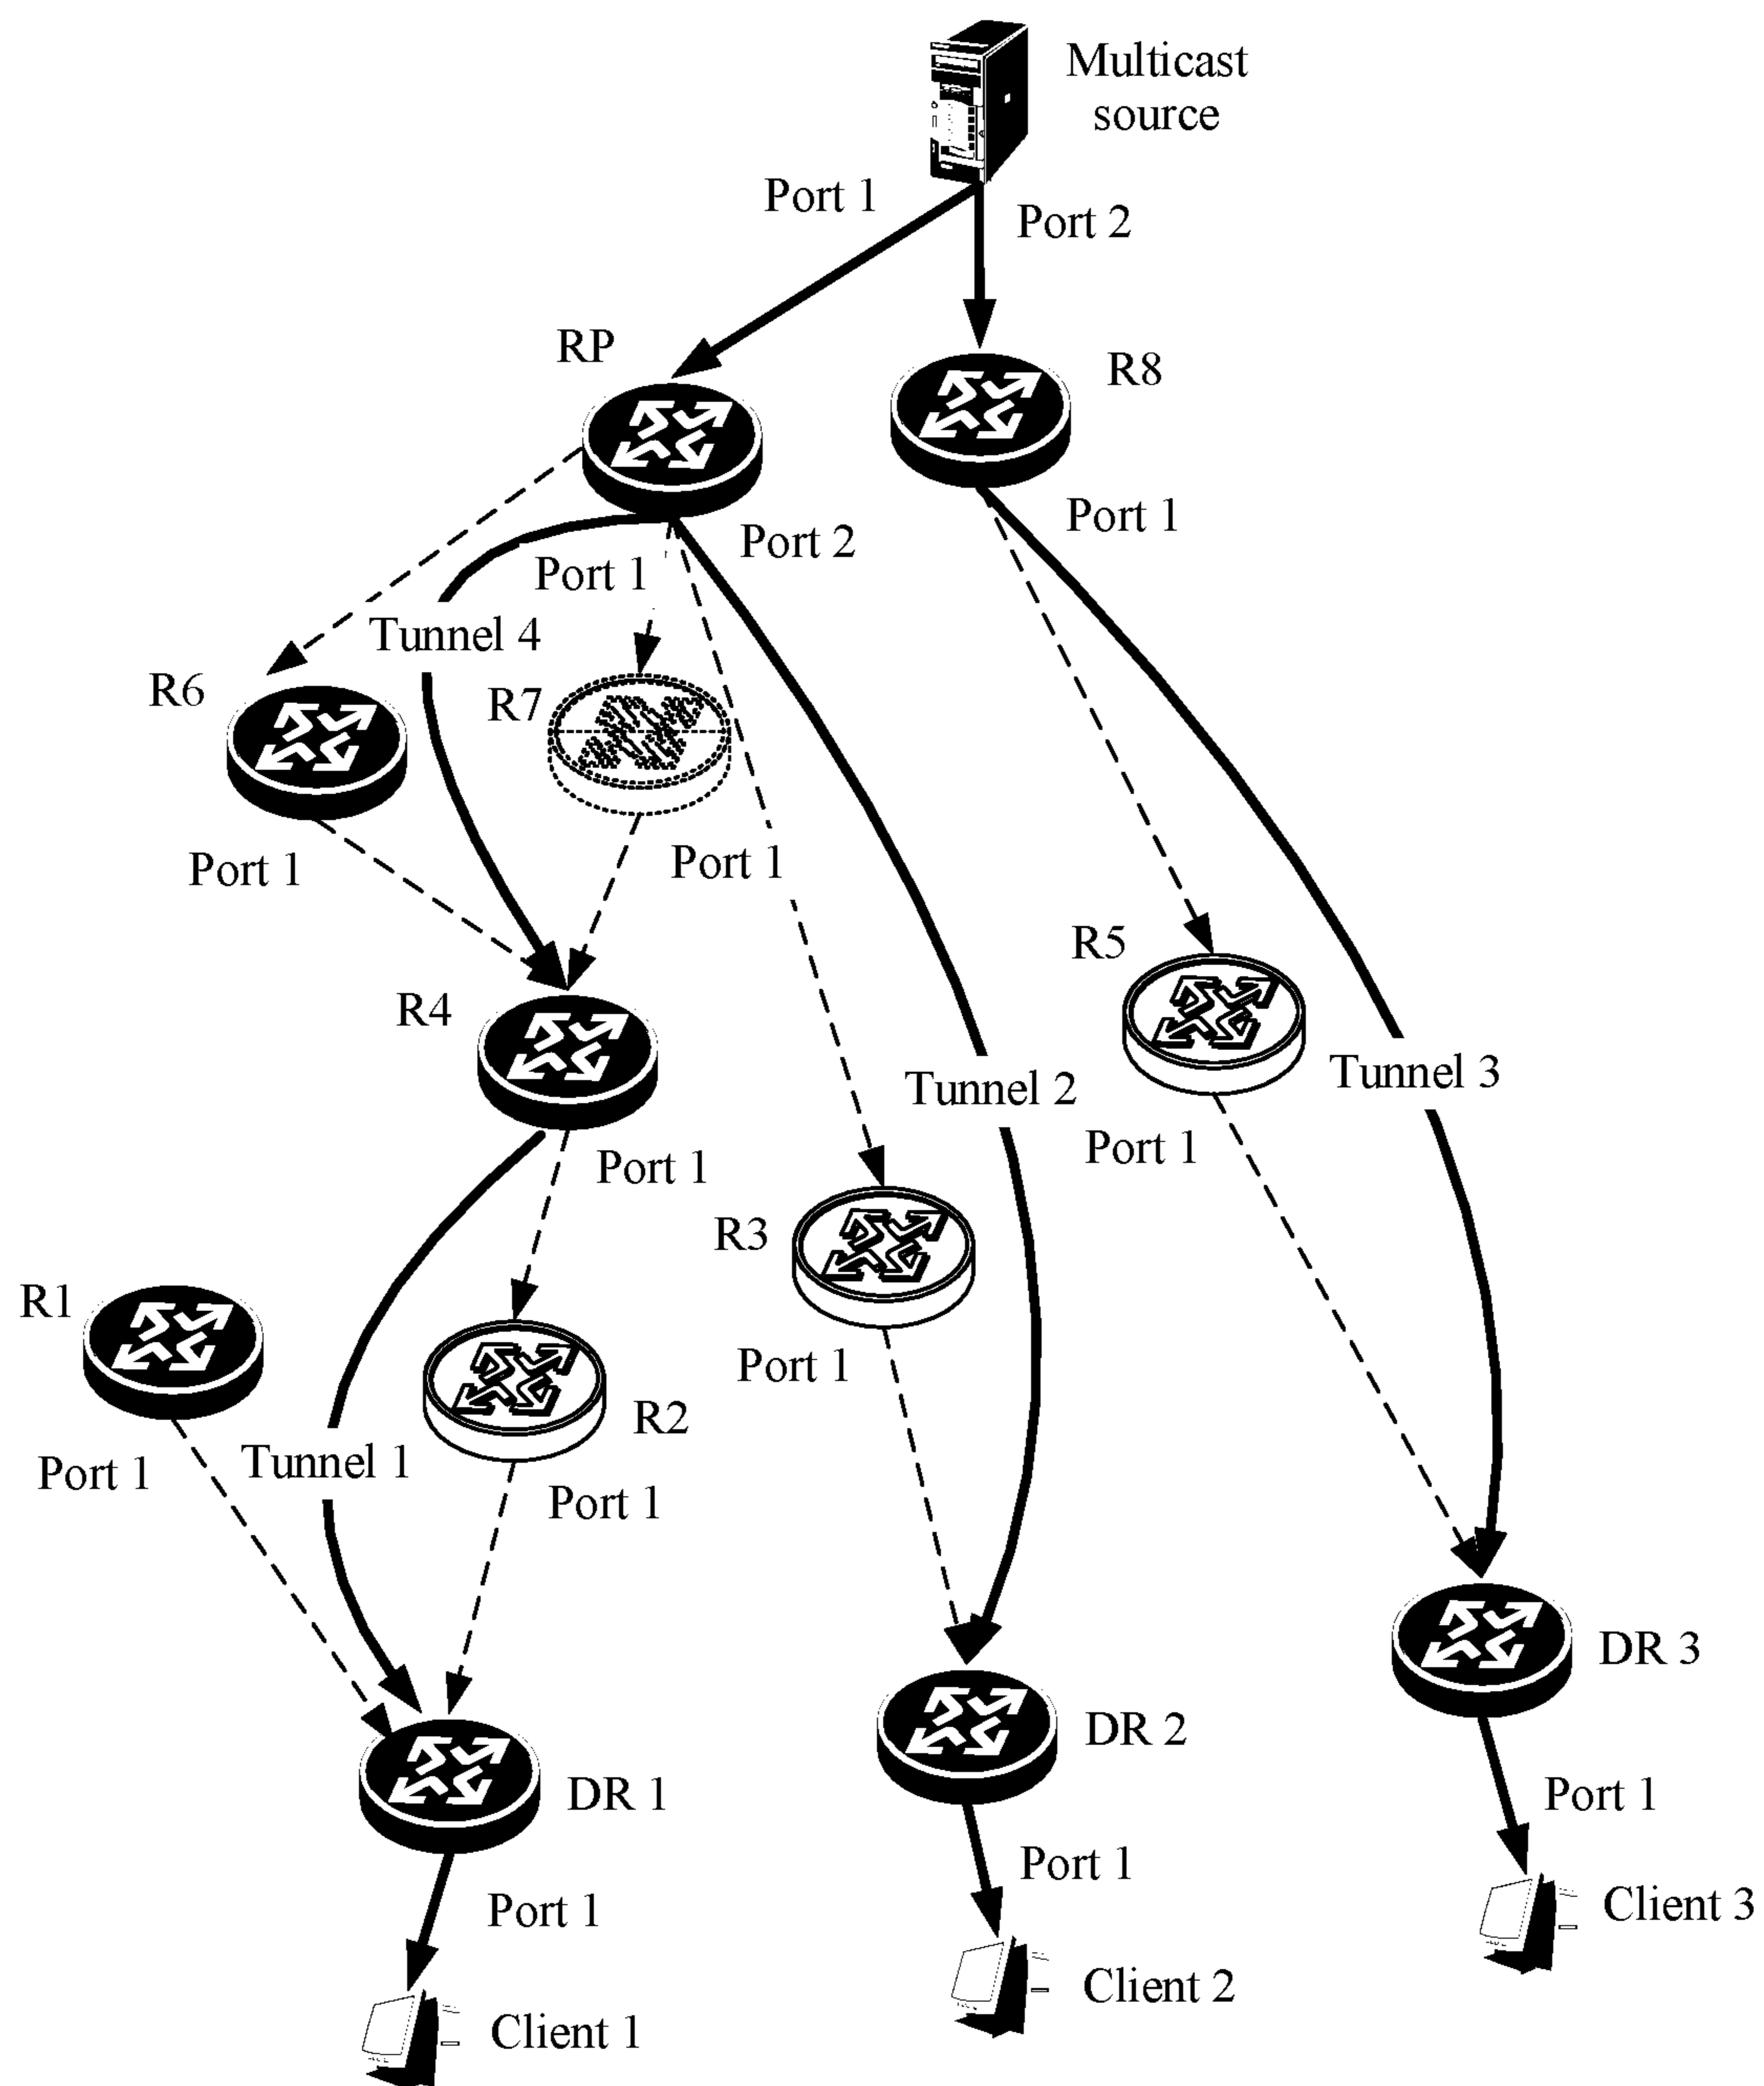 Multicast
source
Port 1
Port 2
RP
R8
Port 1
Port 2
Port 1
Tunnel 4
R6
R7
Port 1
Port 1
R5
R4
Tunnel 3
Tunnel 2
Port 1
Port 1
R3
R1
Port 1
R2
Tunnel 1
Port 1
Port 1
DR 3
DR 2
DR 1
Port 1
Port 1
Port 1
Client 3
Client 2
Client 1